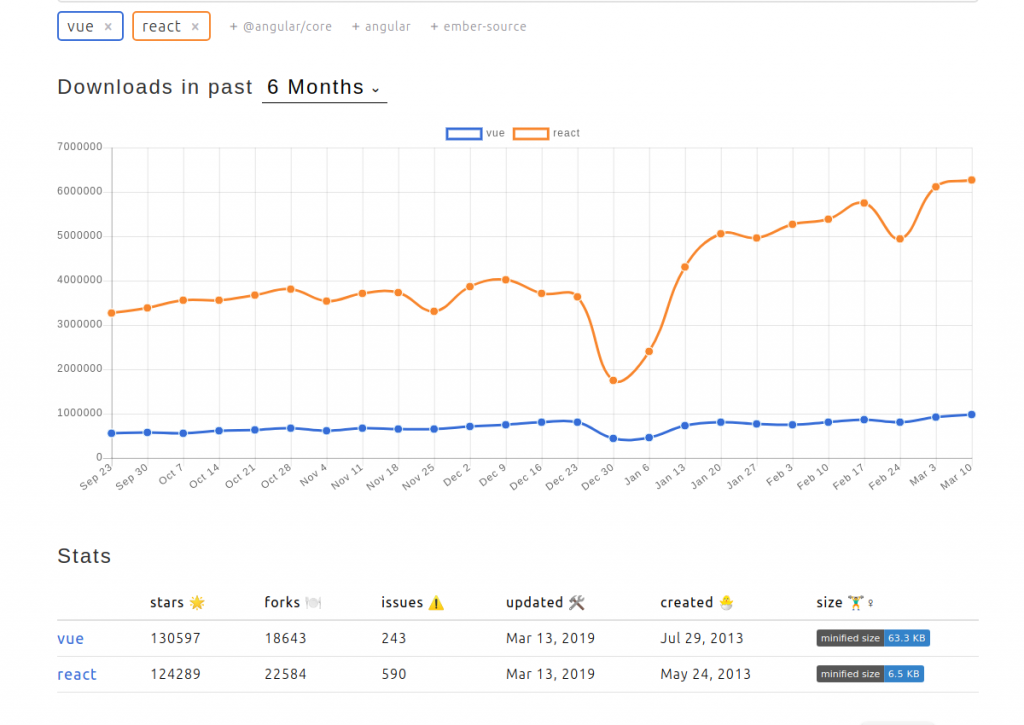 vue × react × + @angular/core + angular + ember-source
Downloads in past 6 Months
vue react
7000000
6000000
5000000
4000000
3000000
2000000
1000000
0
Sep 23 Sep 30 Oct 7 Oct 14 Oct 21 Oct 28 Nov 4 Nov 11 Nov 18 Nov 25 Dec 2 Dec 9 Dec 16 Dec 23 Dec 30 Jan 6 Jan 13 Jan 20 Jan 27 Feb 3 Feb 10 Feb 17 Feb 24 Mar 3 Mar 10
Stats
stars 🌟 forks 🍽️ issues ⚠️ updated 🛠️ created 🐣 size 🏋️♀
vue 130597 18643 243 Mar 13, 2019 Jul 29, 2013 minified size 63.3 KB
react 124289 22584 590 Mar 13, 2019 May 24, 2013 minified size 6.5 KB